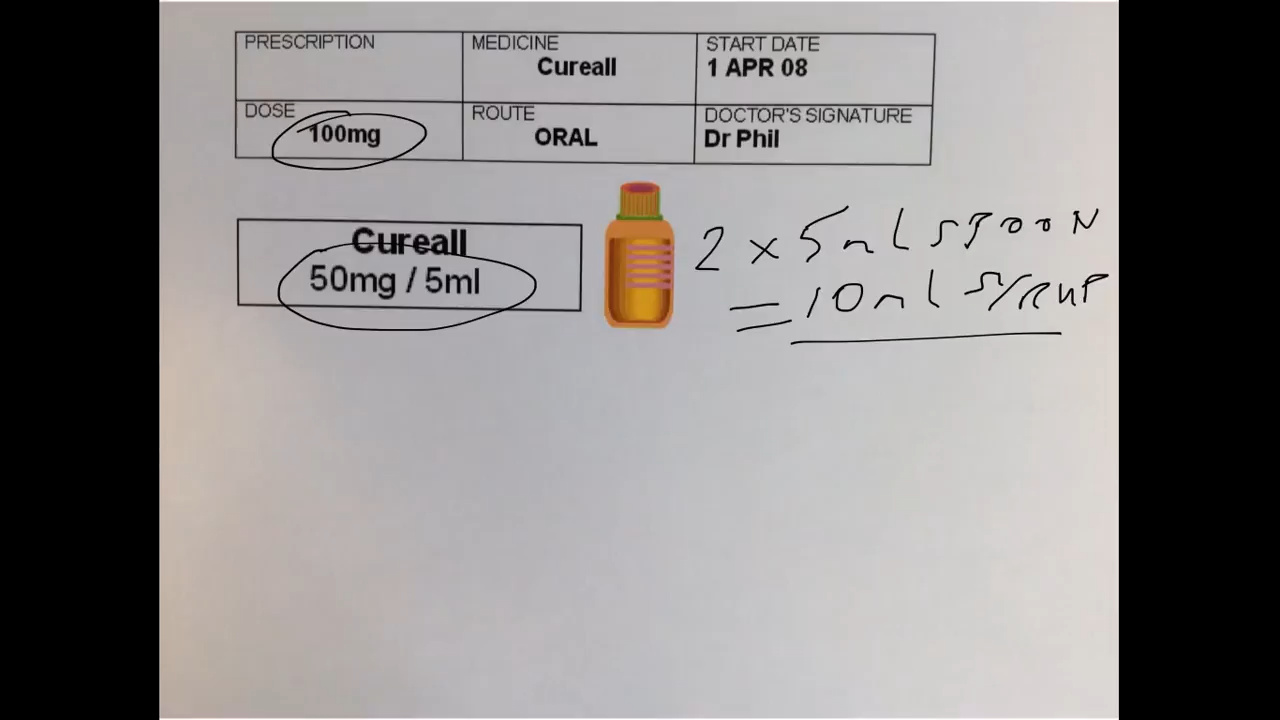 PRESCRIPTION
MEDICINE
Cureall
START DATE
1 APR 08
DOSE
100mg
ROUTE
ORAL
DOCTOR'S SIGNATURE
Dr Phil
Cureall
50mg / 5ml
2 x 5ml SPOON
= 10ml SYRUP